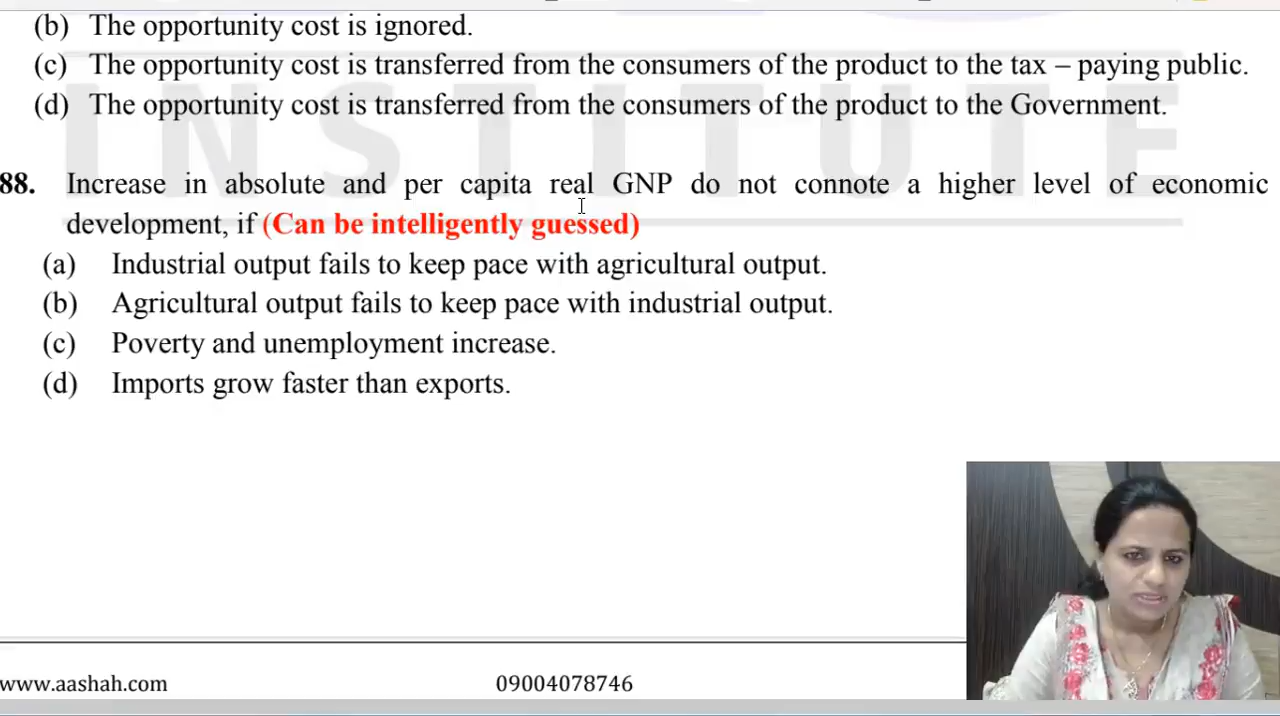 (b) The opportunity cost is ignored.
(c) The opportunity cost is transferred from the consumers of the product to the tax – paying public.
(d) The opportunity cost is transferred from the consumers of the product to the Government.
INSTITUTE
88. Increase in absolute and per capita real GNP do not connote a higher level of economic
development, if (Can be intelligently guessed)
(a) Industrial output fails to keep pace with agricultural output.
(b) Agricultural output fails to keep pace with industrial output.
(c) Poverty and unemployment increase.
(d) Imports grow faster than exports.
www.aashah.com 09004078746